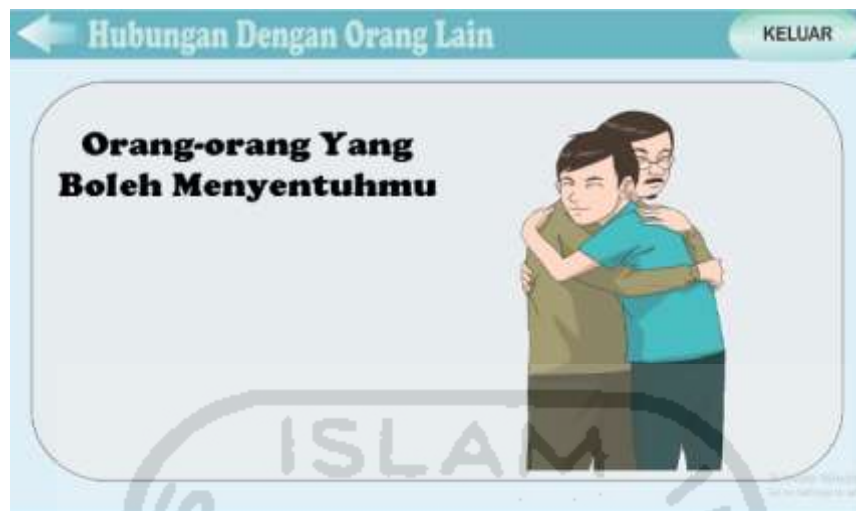 Hubungan Dengan Orang Lain
KELUAR
Orang-orang Yang
Boleh Menyentuhmu
ISLAM